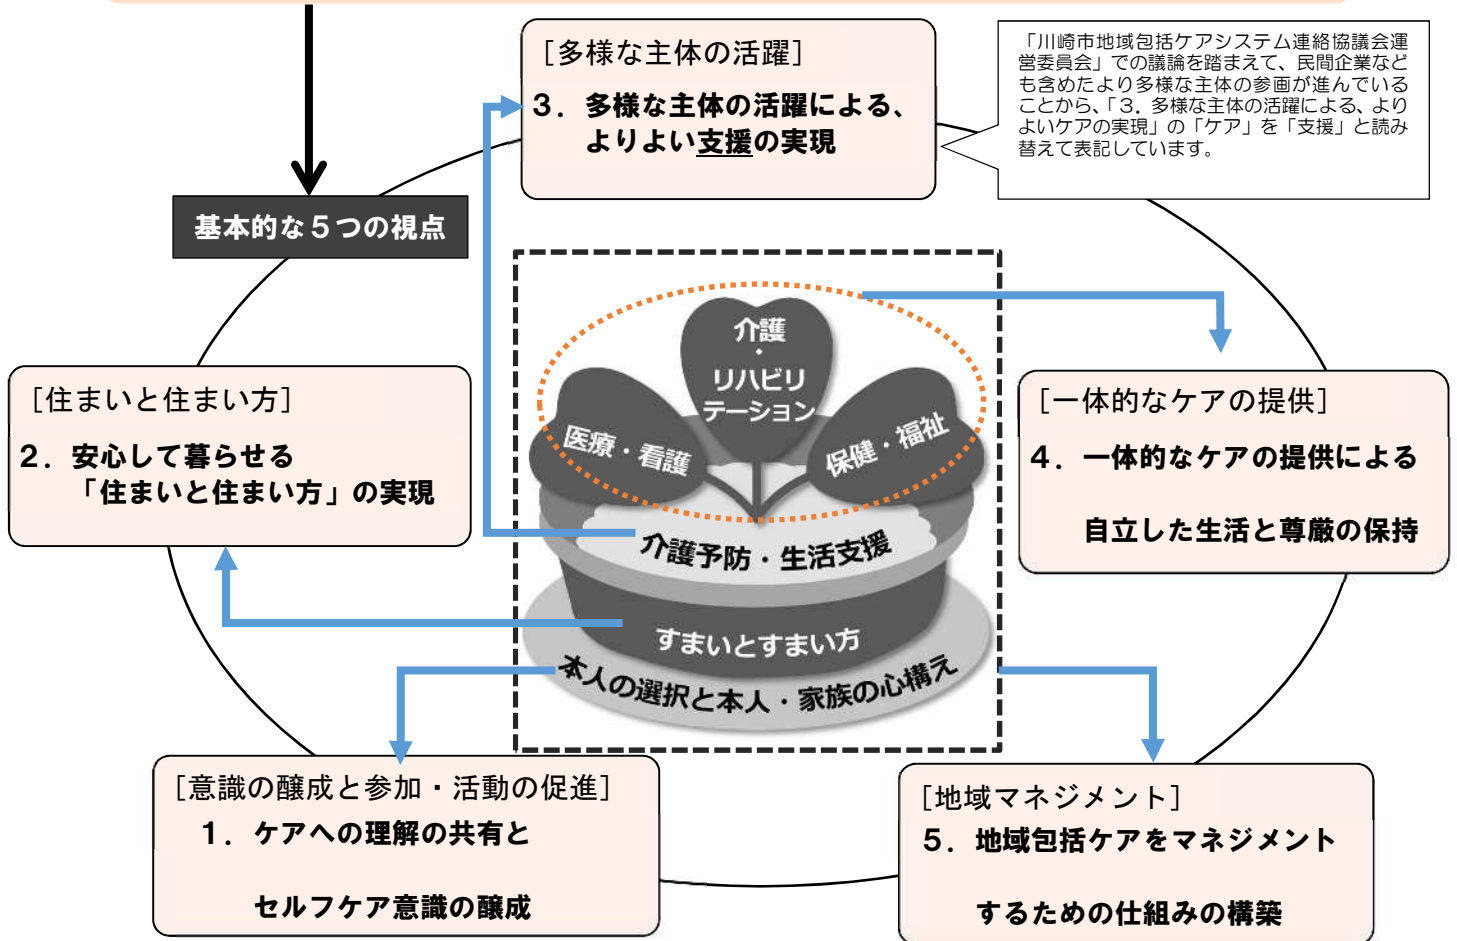 ［多様な主体の活躍］
３．多様な主体の活躍による、
よりよい支援の実現
「川崎市地域包括ケアシステム連絡協議会運
営委員会」での議論を踏まえて、民間企業など
も含めたより多様な主体の参画が進んでいる
ことから、「３．多様な主体の活躍による、より
よいケアの実現」の「ケア」を「支援」と読み
替えて表記しています。
基本的な５つの視点
介護
・
リハビリ
テーション
医療・看護
保健・福祉
介護予防・生活支援
すまいとすまい方
本人の選択と本人・家族の心構え
［住まいと住まい方］
２．安心して暮らせる
「住まいと住まい方」の実現
［一体的なケアの提供］
４．一体的なケアの提供による
自立した生活と尊厳の保持
［意識の醸成と参加・活動の促進］
１．ケアへの理解の共有と
セルフケア意識の醸成
［地域マネジメント］
５．地域包括ケアをマネジメント
するための仕組みの構築